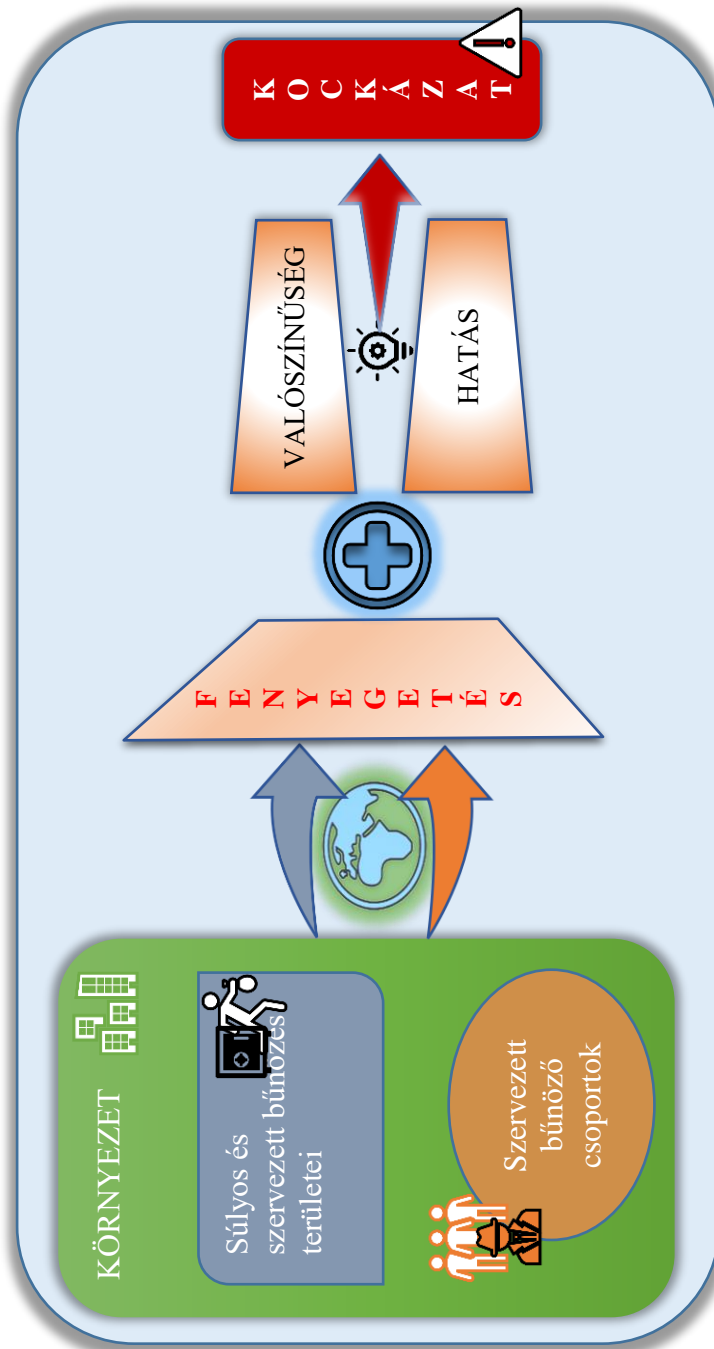 KÖRNYEZET
Súlyos és
szervezett bűnözés
területei
Szervezett
bűnöző
csoportok
FENYEGETÉS
VALÓSZÍNŰSÉG
HATÁS
KOCKÁZAT